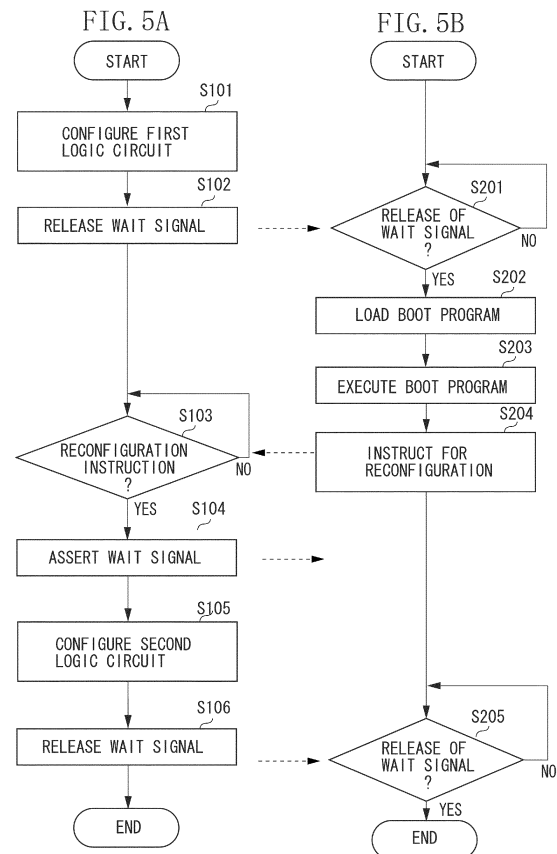 FIG. 5A
START
S101
CONFIGURE FIRST
LOGIC CIRCUIT
S102
RELEASE WAIT SIGNAL
S103
RECONFIGURATION
INSTRUCTION
?
NO
YES
S104
ASSERT WAIT SIGNAL
S105
CONFIGURE SECOND
LOGIC CIRCUIT
S106
RELEASE WAIT SIGNAL
END
FIG. 5B
START
S201
RELEASE OF
WAIT SIGNAL
?
NO
YES
S202
LOAD BOOT PROGRAM
S203
EXECUTE BOOT PROGRAM
S204
INSTRUCT FOR
RECONFIGURATION
S205
RELEASE OF
WAIT SIGNAL
?
NO
YES
END